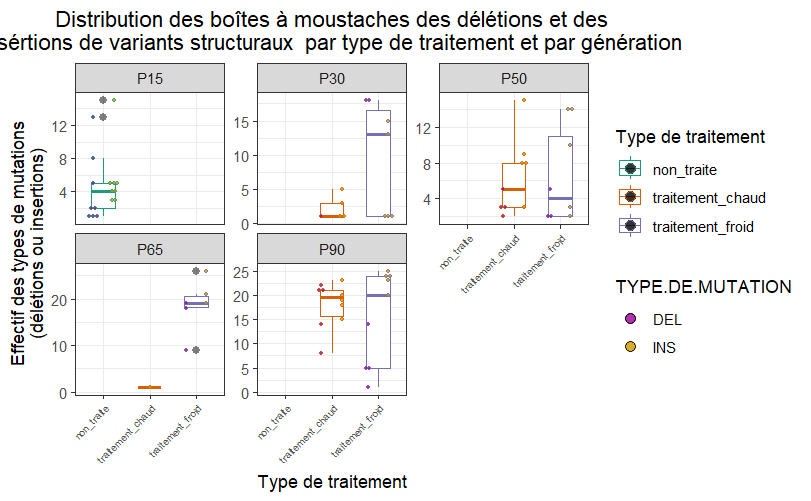 Distribution des boîtes à moustaches des délétions et des
sértions de variants structuraux par type de traitement et par génération
P15
P30
P50
12
8
4
15
10
5
0
12
8
4
non_traite
traitement_chaud
traitement_froid
P65
P90
20
10
0
25
20
15
10
5
0
non_traite
traitement_chaud
traitement_froid
non_traite
traitement_chaud
traitement_froid
Effectif des types de mutations
(délétions ou insertions)
Type de traitement
Type de traitement
non_traite
traitement_chaud
traitement_froid
TYPE.DE.MUTATION
DEL
INS